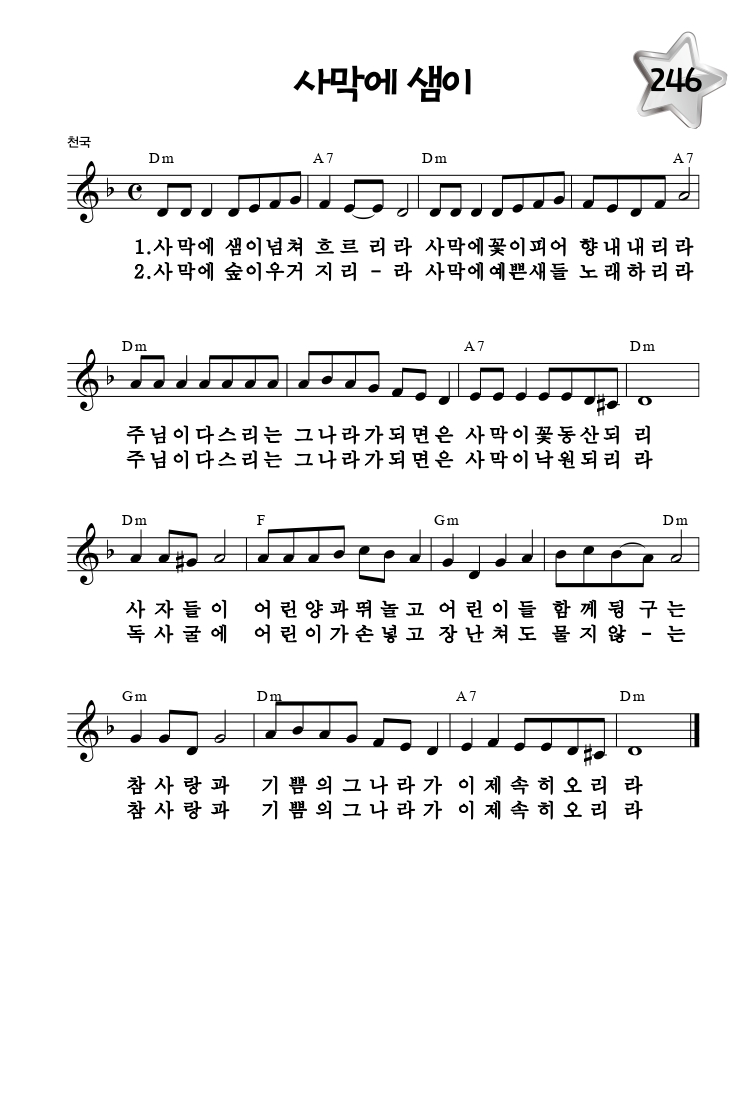 사막에 샘이
246
천국
Dm A7 Dm A7
1.사막에 샘이넘쳐 흐르리라 사막에꽃이피어 향내내리라
2.사막에 숲이우거 지리-라 사막에예쁜새들 노래하리라
Dm A7 Dm
주님이다스리는 그나라가되면은 사막이꽃동산되 리
주님이다스리는 그나라가되면은 사막이낙원되리 라
Dm F Gm Dm
사자들이 어린양과뛰놀고 어린이들 함께뒹구는
독사굴에 어린이가손넣고 장난쳐도 물지않-는
Gm Dm A7 Dm
참사랑과 기쁨의그나라가 이제속히오리 라
참사랑과 기쁨의그나라가 이제속히오리 라